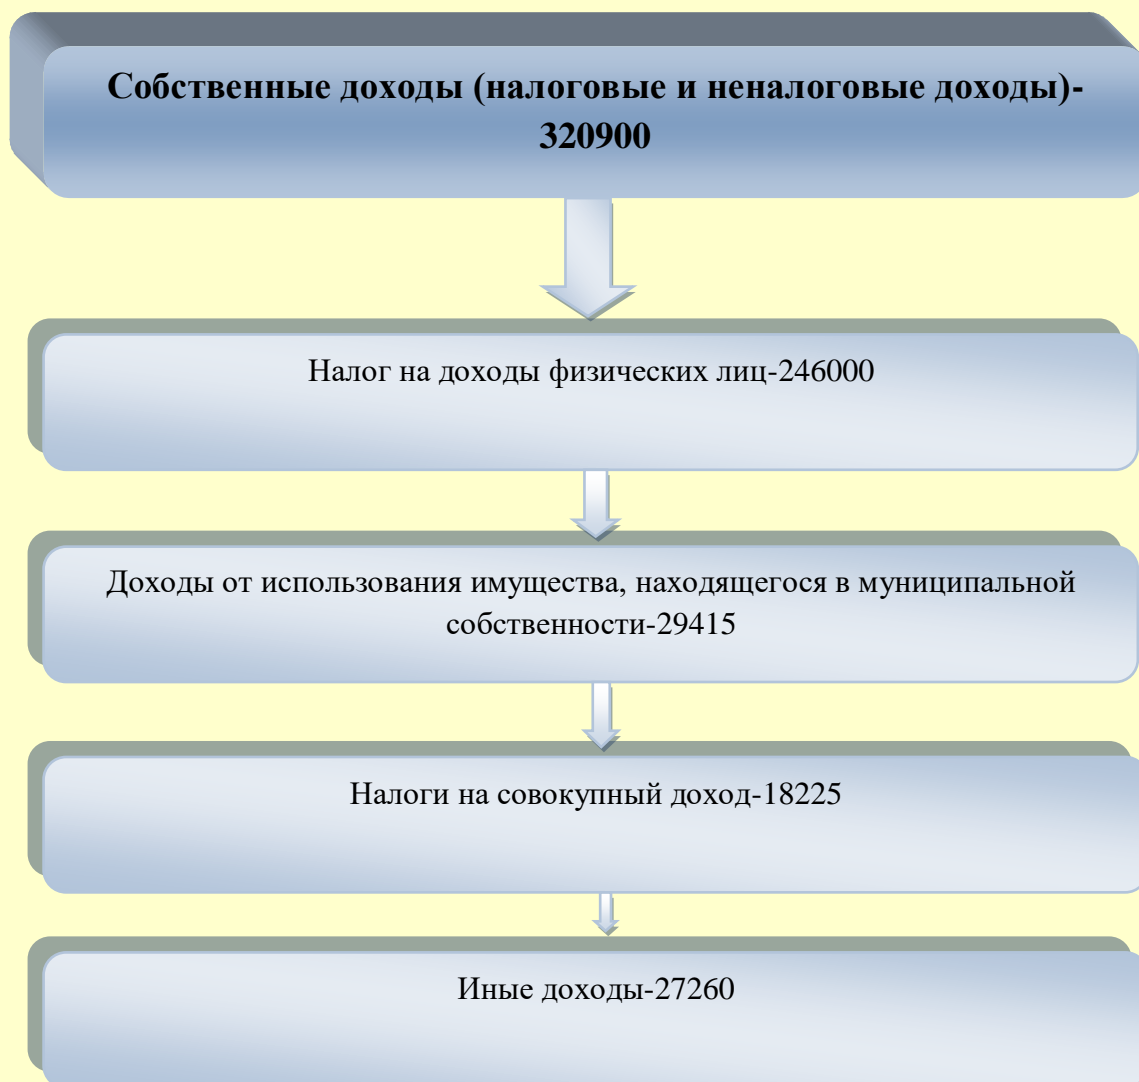 Собственные доходы (налоговые и неналоговые доходы)-
320900
Налог на доходы физических лиц-246000
Доходы от использования имущества, находящегося в муниципальной
собственности-29415
Налоги на совокупный доход-18225
Иные доходы-27260